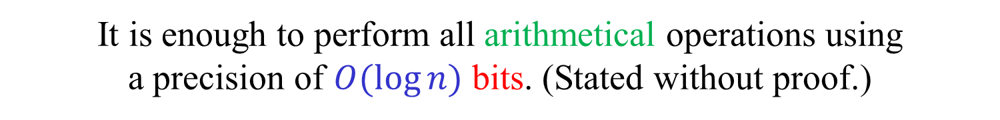 It is enough to perform all arithmetical operations using
a precision of O(log n) bits. (Stated without proof.)